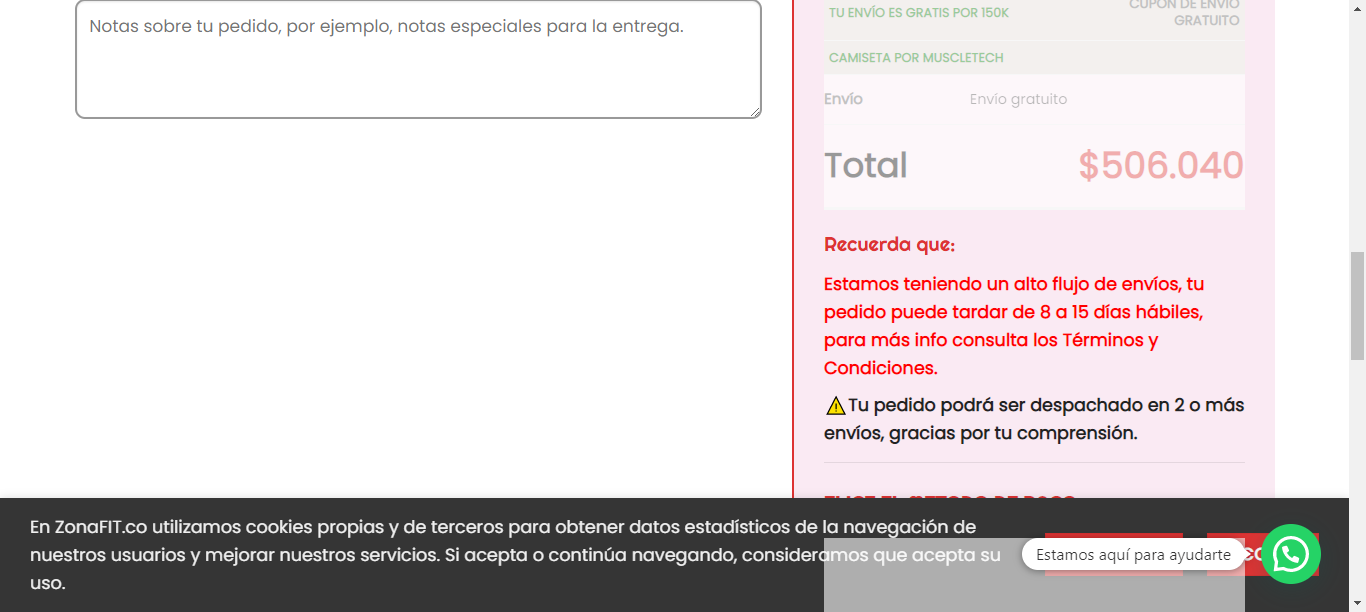 Notas sobre tu pedido, por ejemplo, notas especiales para la entrega.
TU ENVÍO ES GRATIS POR 150K
CUPÓN DE ENVÍO
GRATUITO
CAMISETA POR MUSCLETECH
Envío
Envío gratuito
Total
$506.040
Recuerda que:
Estamos teniendo un alto flujo de envíos, tu
pedido puede tardar de 8 a 15 días hábiles,
para más info consulta los Términos y
Condiciones.
Tu pedido podrá ser despachado en 2 o más
envíos, gracias por tu comprensión.
En ZonaFIT.co utilizamos cookies propias y de terceros para obtener datos estadísticos de la navegación de
nuestros usuarios y mejorar nuestros servicios. Si acepta o continúa navegando, consideramos que acepta su
uso.
Estamos aquí para ayudarte